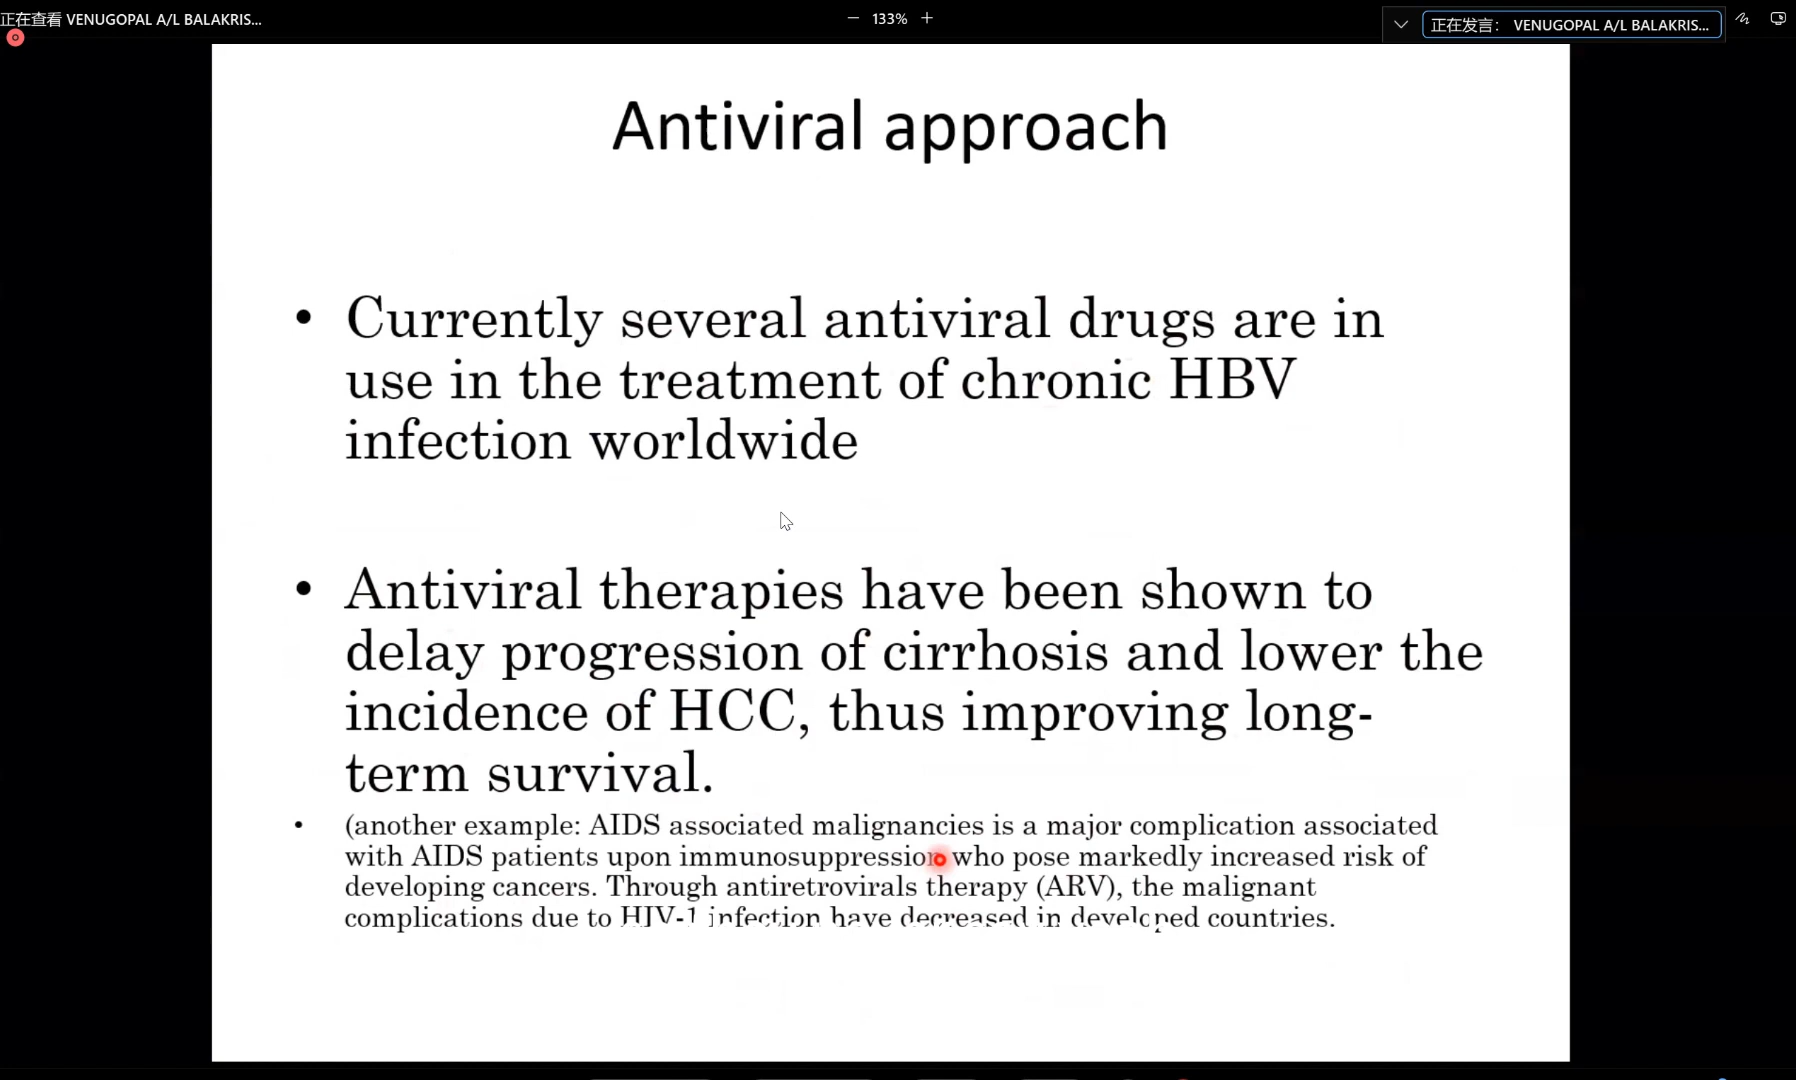 正在查看 VENUGOPAL A/L BALAKRIS...
133%
正在发言: VENUGOPAL A/L BALAKRIS...
Antiviral approach
• Currently several antiviral drugs are in
use in the treatment of chronic HBV
infection worldwide
• Antiviral therapies have been shown to
delay progression of cirrhosis and lower the
incidence of HCC, thus improving long-
term survival.
• (another example: AIDS associated malignancies is a major complication associated
with AIDS patients upon immunosuppression who pose markedly increased risk of
developing cancers. Through antiretrovirals therapy (ARV), the malignant
complications due to HIV-1 infection have decreased in developed countries.